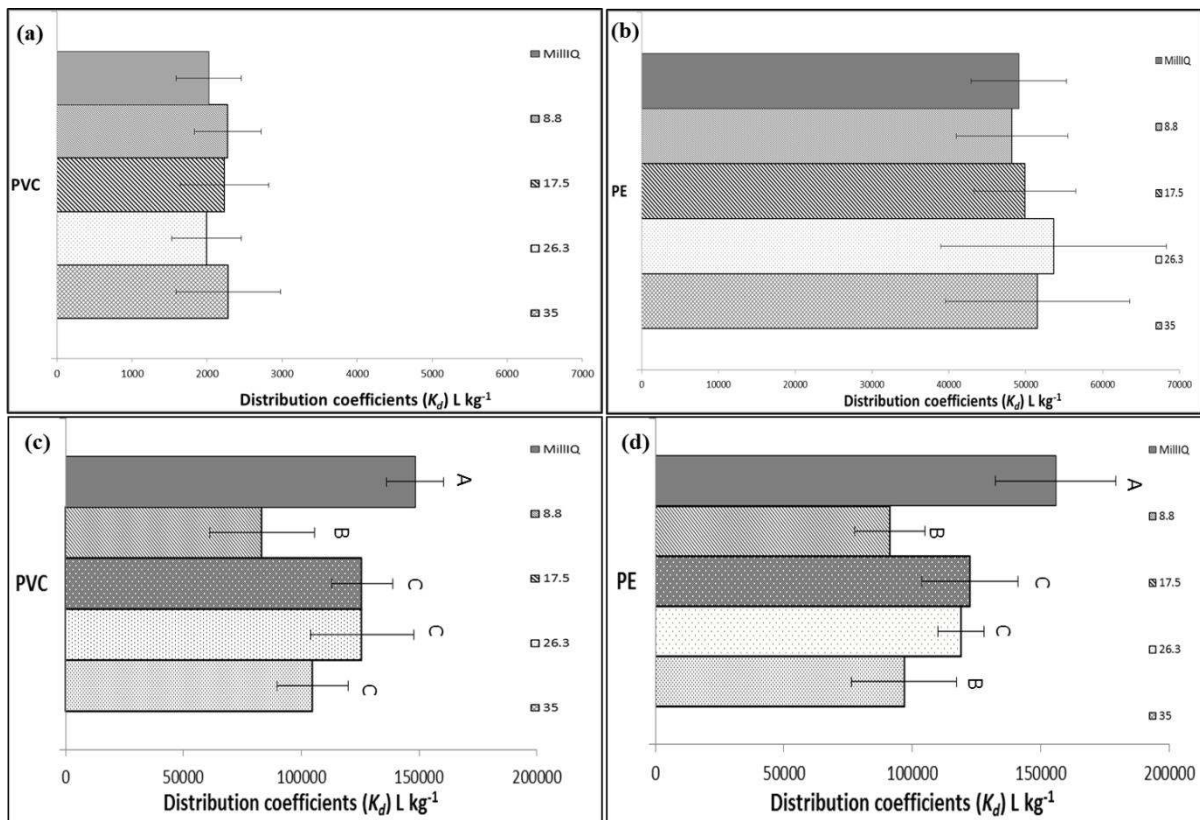 (a)
MilliQ
8.8
PVC
17.5
26.3
35
0 1000 2000 3000 4000 5000 6000 7000
Distribution coefficients (Kd) L kg-1
(b)
MilliQ
8.8
PE
17.5
26.3
35
0 10000 20000 30000 40000 50000 60000 70000
Distribution coefficients (Kd) L kg-1
(c)
MilliQ
A
8.8
B
PVC
17.5
C
26.3
C
35
C
0 50000 100000 150000 200000
Distribution coefficients (Kd) L kg-1
(d)
MilliQ
A
8.8
B
PE
17.5
C
26.3
C
35
B
0 50000 100000 150000 200000
Distribution coefficients (Kd) L kg-1